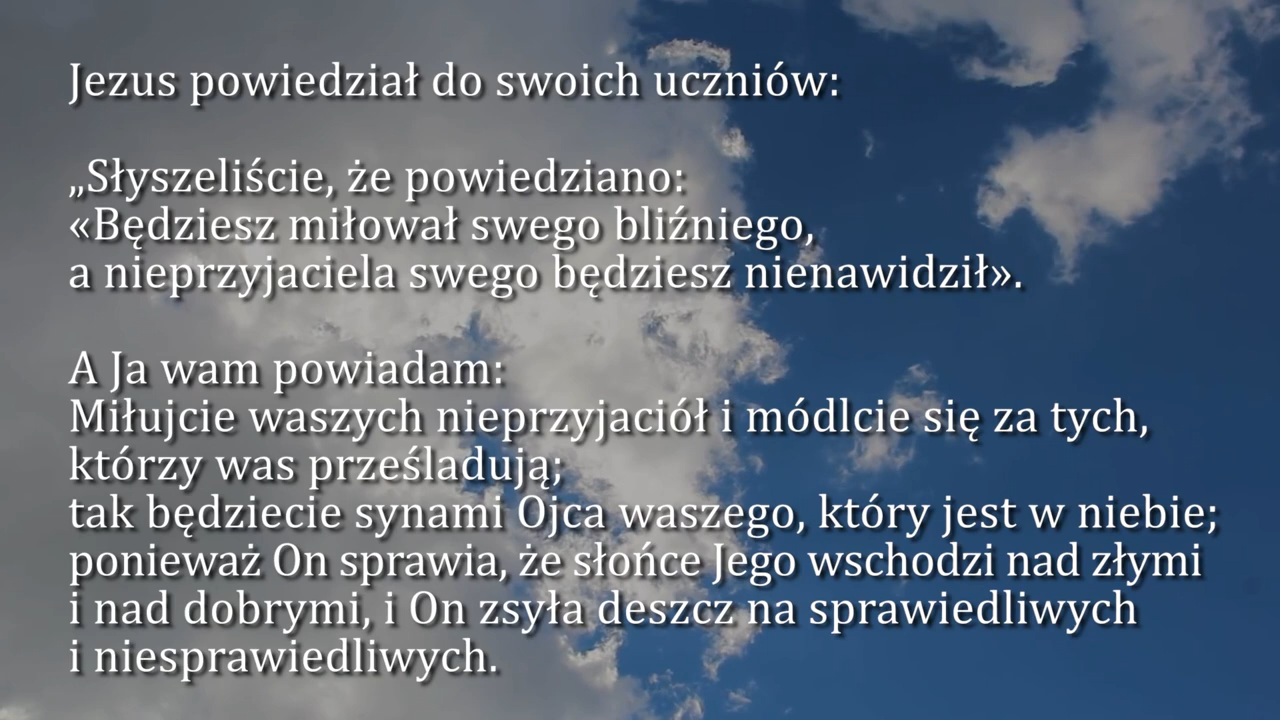 Jezus powiedział do swoich uczniów:
„Słyszeliście, że powiedziano:
«Będziesz miłował swego bliźniego,
a nieprzyjaciela swego będziesz nienawidził».
A Ja wam powiadam:
Miłujcie waszych nieprzyjaciół i módlcie się za tych,
którzy was prześladują;
tak będziecie synami Ojca waszego, który jest w niebie;
ponieważ On sprawia, że słońce Jego wschodzi nad złymi
i nad dobrymi, i On zsyła deszcz na sprawiedliwych
i niesprawiedliwych.